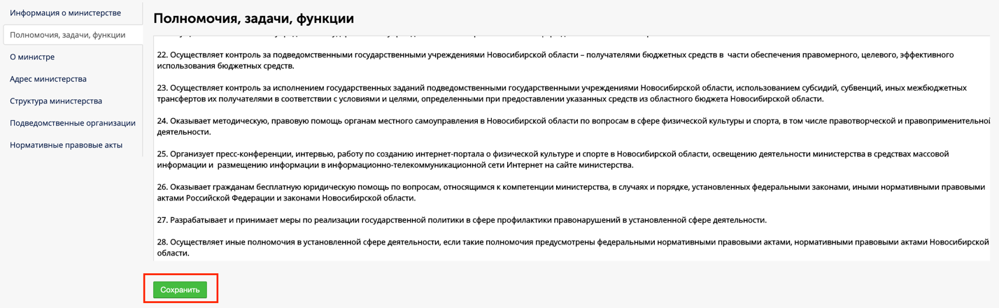 Информация о министерстве
Полномочия, задачи, функции
О министре
Адрес министерства
Структура министерства
Подведомственные организации
Нормативные правовые акты
Полномочия, задачи, функции
22. Осуществляет контроль за подведомственными государственными учреждениями Новосибирской области – получателями бюджетных средств в  части обеспечения правомерного, целевого, эффективного
использования бюджетных средств.
23. Осуществляет контроль за исполнением государственных заданий подведомственными государственными учреждениями Новосибирской области, использованием субсидий, субвенций, иных межбюджетных
трансфертов их получателями в соответствии с условиями и целями, определенными при предоставлении указанных средств из областного бюджета Новосибирской области.
24. Оказывает методическую, правовую помощь органам местного самоуправления в Новосибирской области по вопросам в сфере физической культуры и спорта, в том числе правотворческой и правоприменительной
деятельности.
25. Организует пресс-конференции, интервью, работу по созданию интернет-портала о физической культуре и спорте в Новосибирской области, освещению деятельности министерства в средствах массовой
информации и  размещению информации в информационно-телекоммуникационной сети Интернет на сайте министерства.
26. Оказывает гражданам бесплатную юридическую помощь по вопросам, относящимся к компетенции министерства, в случаях и порядке, установленных федеральными законами, иными нормативными правовыми
актами Российской Федерации и законами Новосибирской области.
27. Разрабатывает и принимает меры по реализации государственной политики в сфере профилактики правонарушений в установленной сфере деятельности.
28. Осуществляет иные полномочия в установленной сфере деятельности, если такие полномочия предусмотрены федеральными нормативными правовыми актами, нормативными правовыми актами Новосибирской
области.
Сохранить